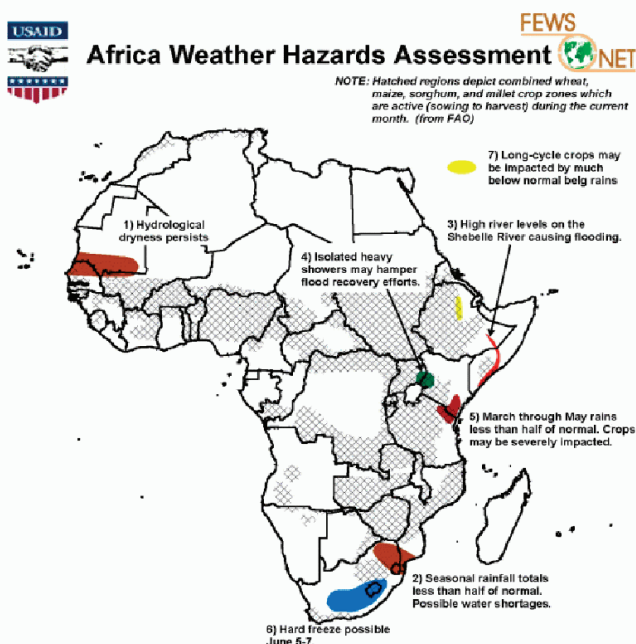 USAID
FEWS
NET
Africa Weather Hazards Assessment
NOTE: Hatched regions depict combined wheat,
maize, sorghum, and millet crop zones which
are active (sowing to harvest) during the current
month. (from FAO)
7) Long-cycle crops may
be impacted by much
below normal belg rains
1) Hydrological
dryness persists
3) High river levels on the
Shebelle River causing flooding.
4) Isolated heavy
showers may hamper
flood recovery efforts.
5) March through May rains
less than half of normal. Crops
may be severely impacted.
2) Seasonal rainfall totals
less than half of normal.
Possible water shortages.
6) Hard freeze possible
June 5-7